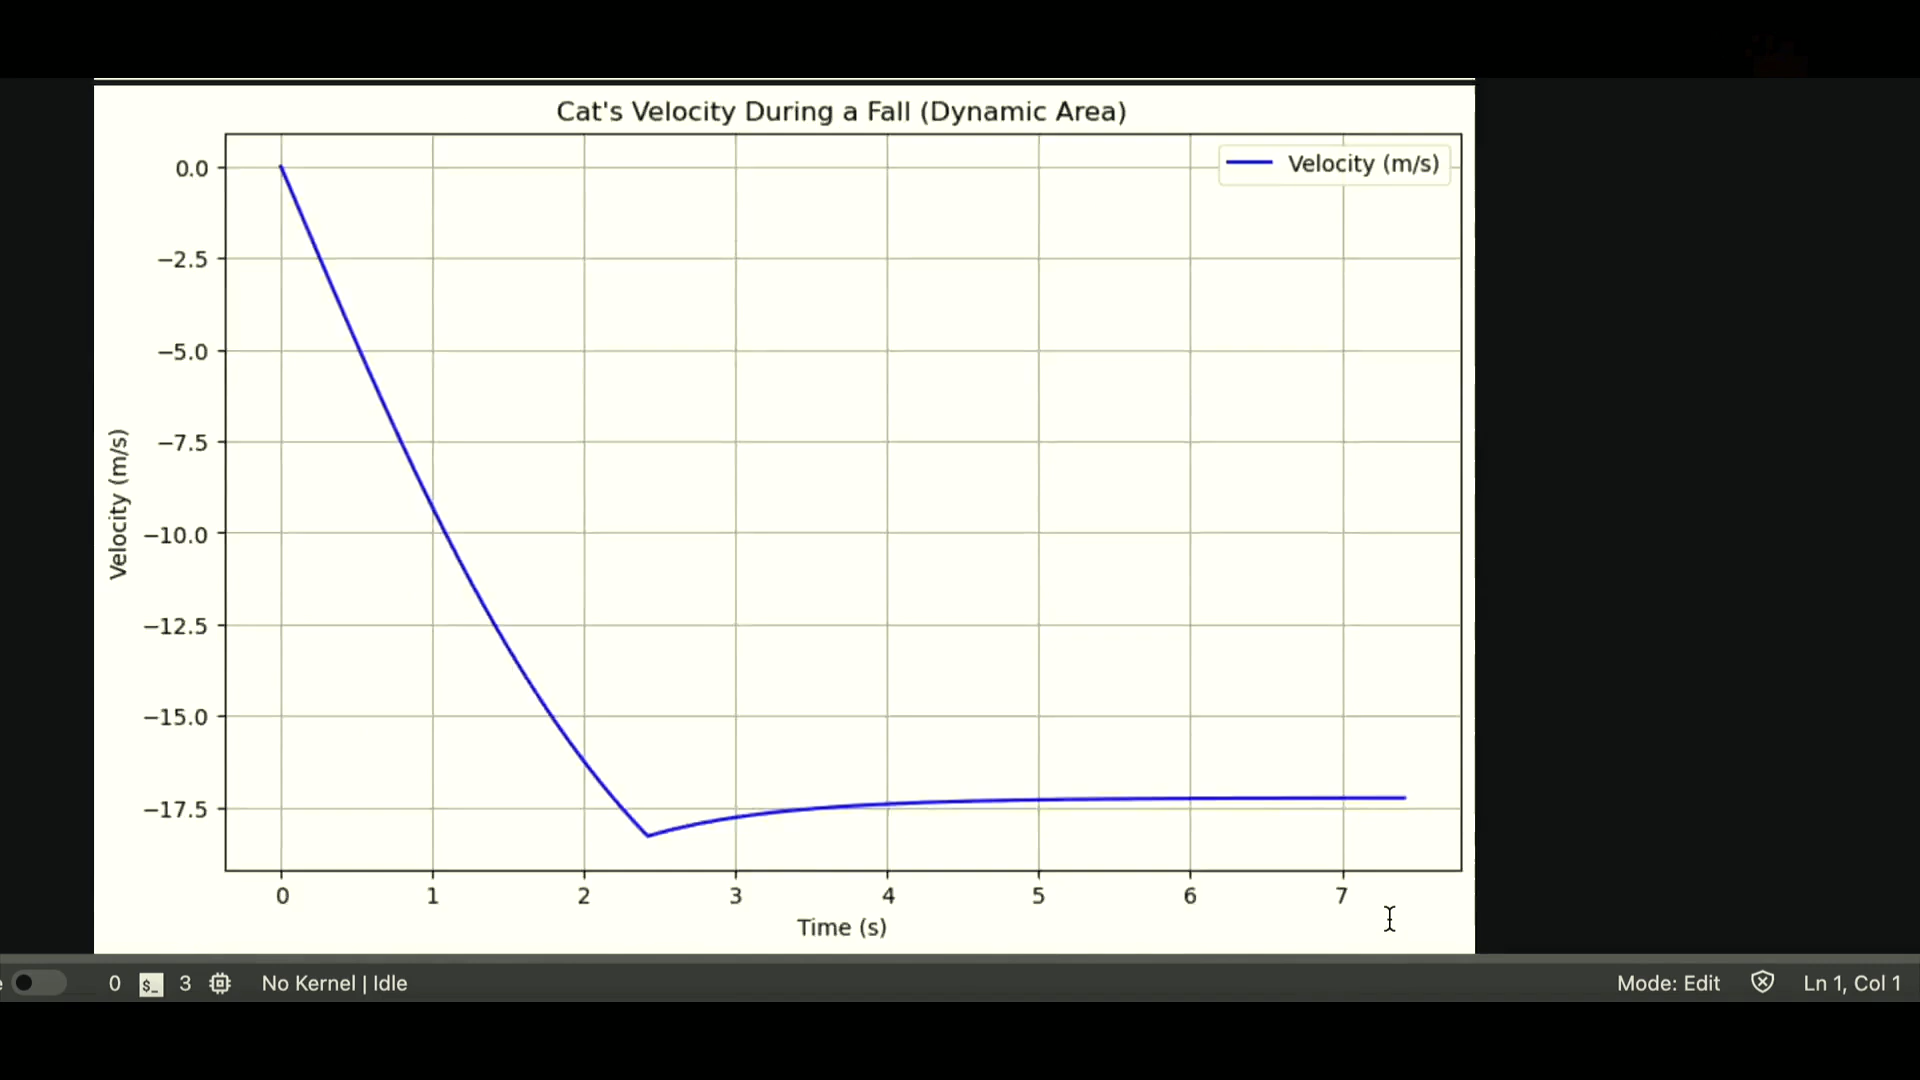 Cat's Velocity During a Fall (Dynamic Area)
Velocity (m/s)
0.0
−2.5
−5.0
−7.5
−10.0
−12.5
−15.0
−17.5
Velocity (m/s)
0 1 2 3 4 5 6 7
Time (s)
0 $_ 3 No Kernel | Idle Mode: Edit Ln 1, Col 1